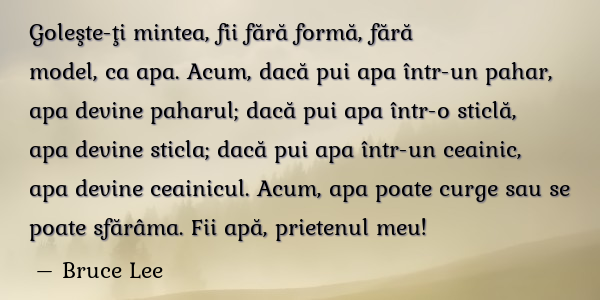 Goleşte-ţi mintea, fii fără formă, fără
model, ca apa. Acum, dacă pui apa într-un pahar,
apa devine paharul; dacă pui apa într-o sticlă,
apa devine sticla; dacă pui apa într-un ceainic,
apa devine ceainicul. Acum, apa poate curge sau se
poate sfărâma. Fii apă, prietenul meu!
— Bruce Lee